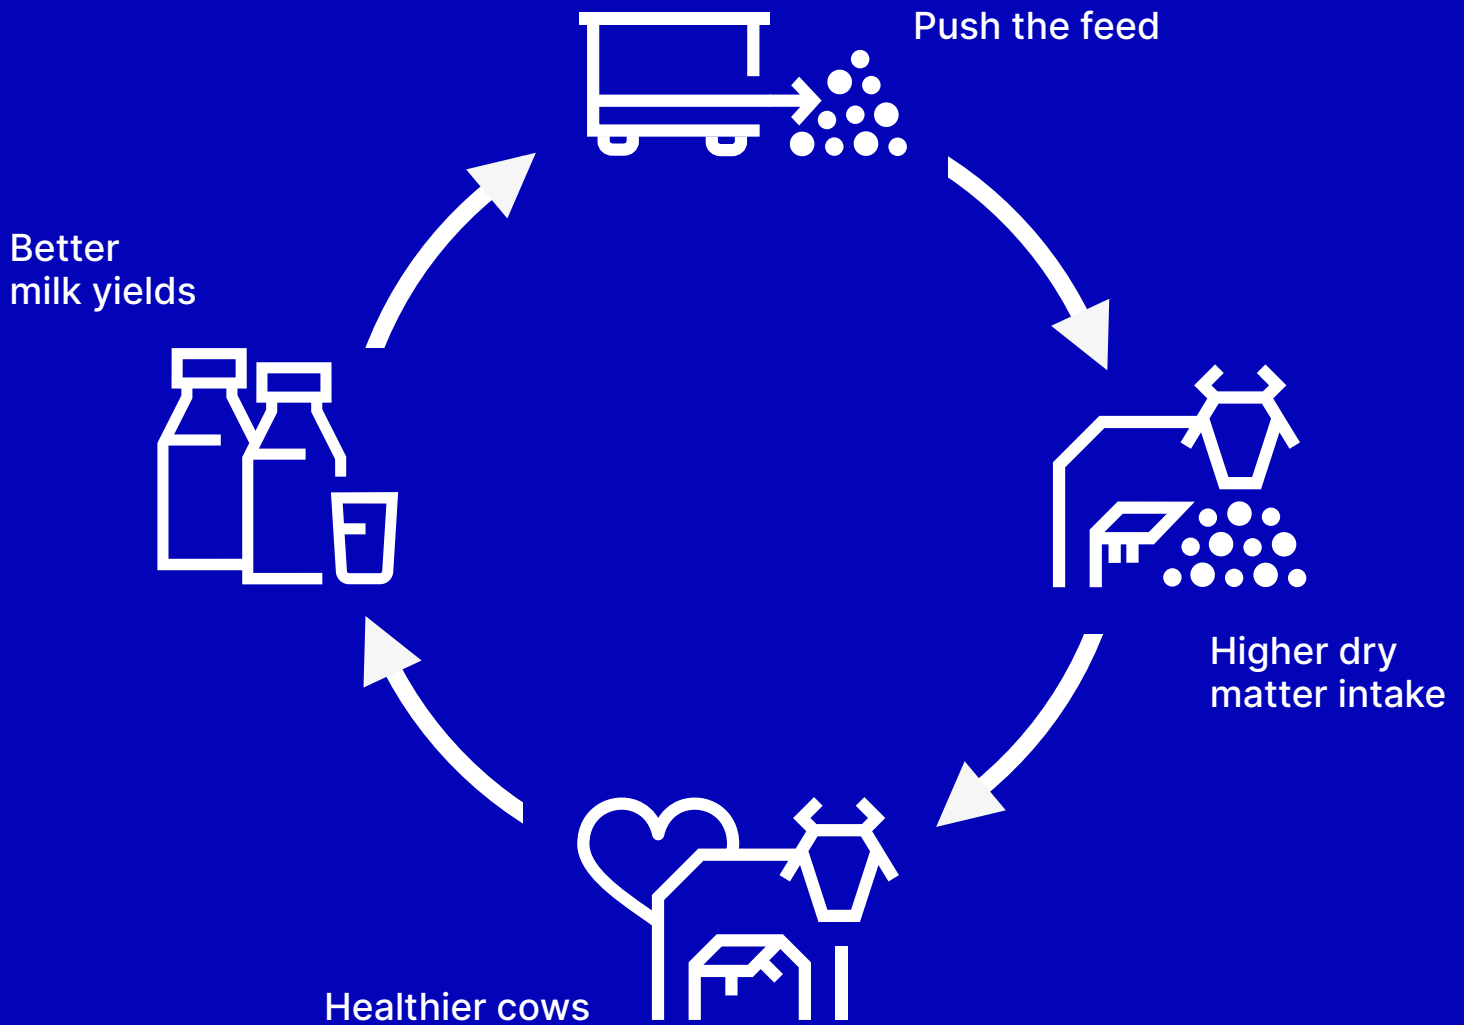 Push the feed
Better
milk yields
Higher dry
matter intake
Healthier cows